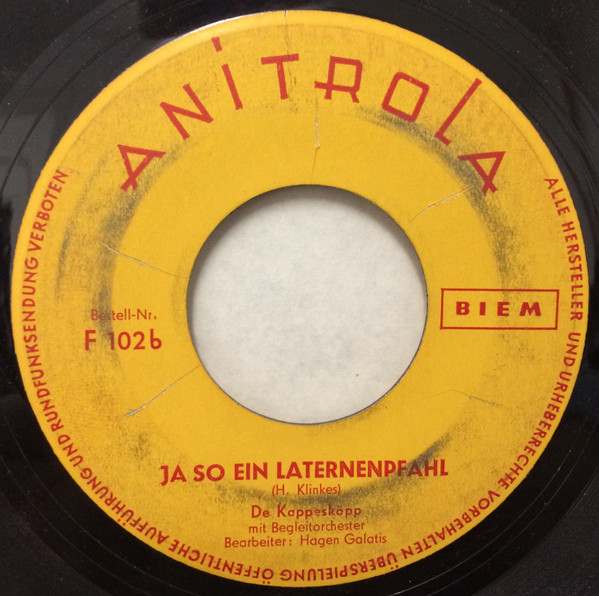 ANITROLA
Bestell-Nr.
F 102b
BIEM
JA SO EIN LATERNENPFAHL
(H. Klinkes)
De Kappesköpp
mit Begleitorchester
Bearbeiter: Hagen Galatis
ALLE HERSTELLER UND URHEBERRECHTE VORBEHALTEN ÜBERSPIELUNG ÖFFENTLICHE AUFFÜHRUNG UND RUNDFUNKSENDUNG VERBOTEN